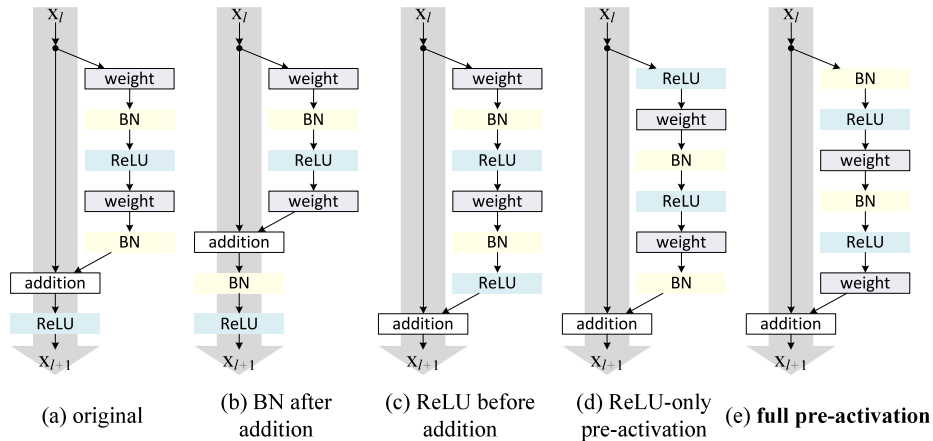 x_l
weight
BN
ReLU
weight
BN
addition
ReLU
x_{l+1}
(a) original
x_l
weight
BN
ReLU
weight
addition
BN
ReLU
x_{l+1}
(b) BN after
addition
x_l
weight
BN
ReLU
weight
BN
ReLU
addition
x_{l+1}
(c) ReLU before
addition
x_l
ReLU
weight
BN
ReLU
weight
BN
addition
x_{l+1}
(d) ReLU-only
pre-activation
x_l
BN
ReLU
weight
BN
ReLU
weight
addition
x_{l+1}
(e) full pre-activation